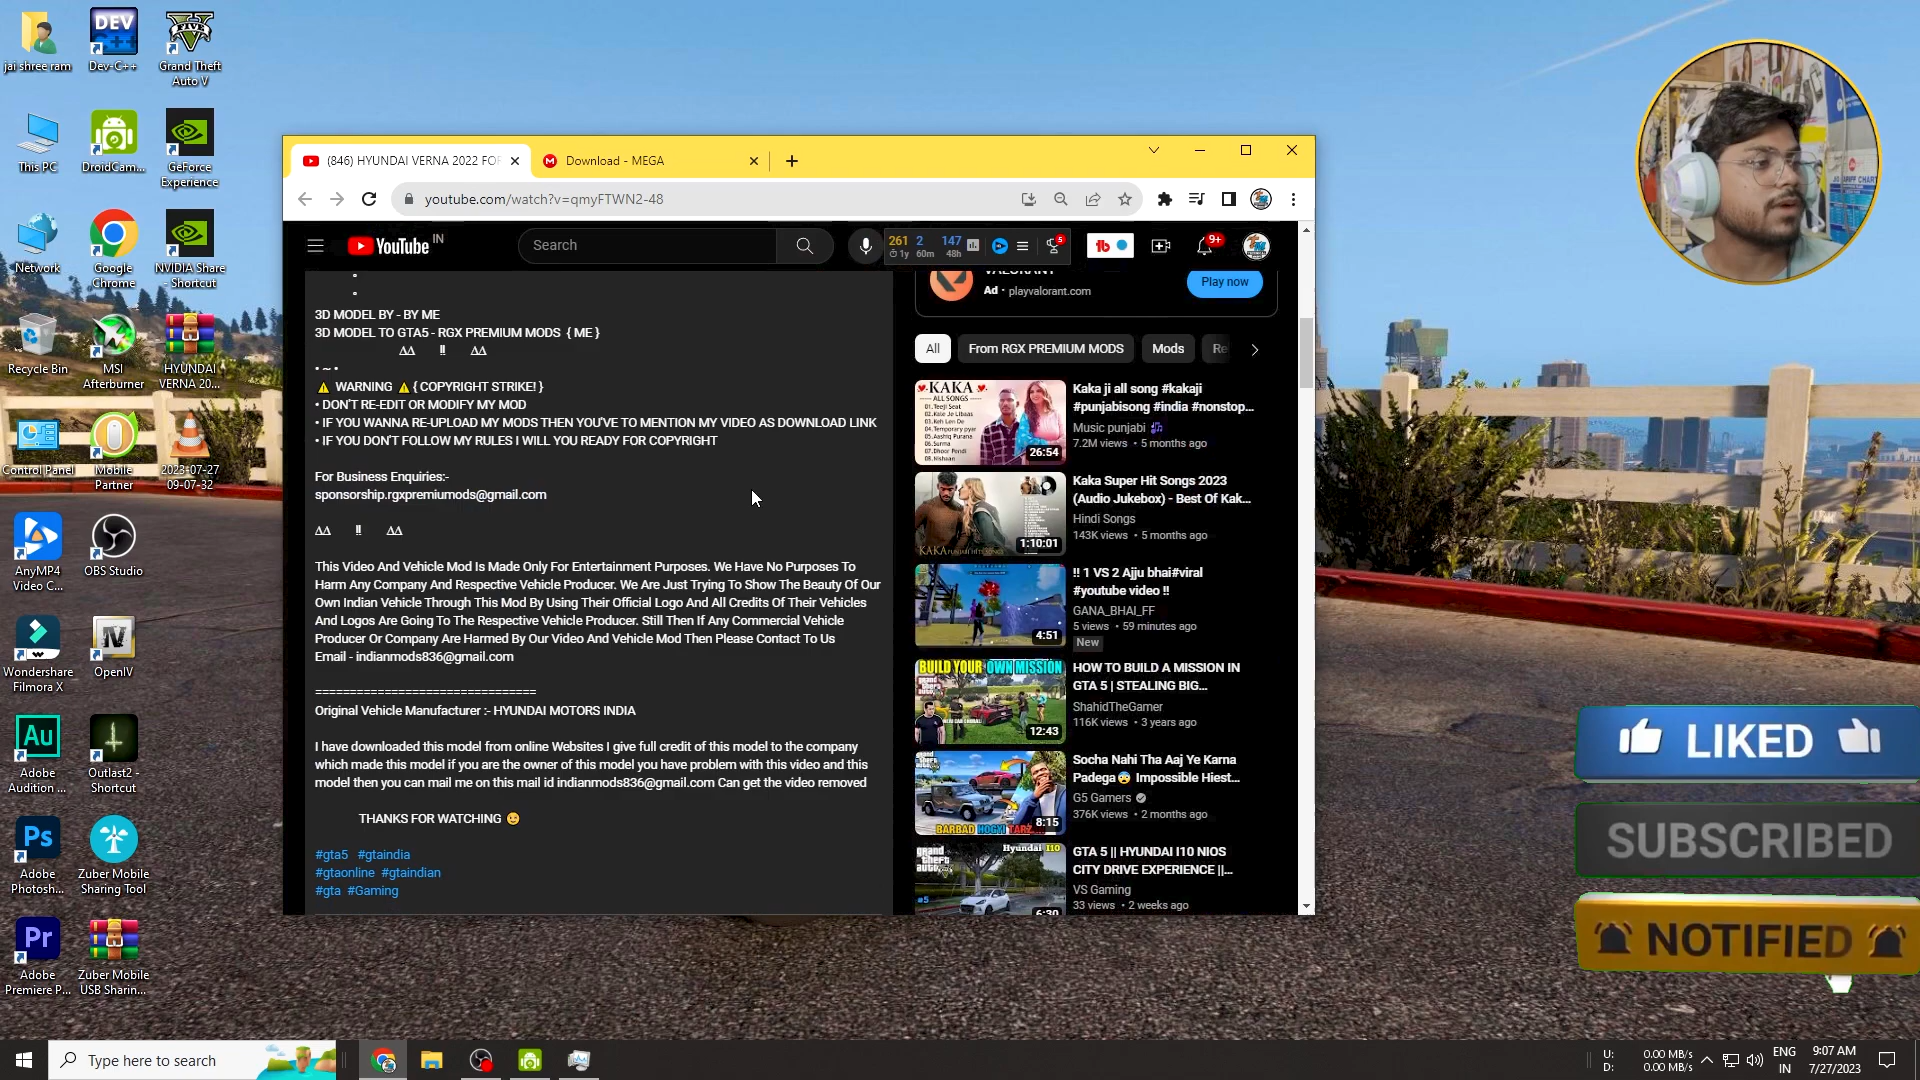 jai shree ram
Dev-C++
Grand Theft
Auto V
This PC
DroidCam...
GeForce
Experience
Network
Google
Chrome
NVIDIA Share
- Shortcut
Recycle Bin
MSI
Afterburner
HYUNDAI
VERNA 20...
Control Panel
Mobile
Partner
2023-07-27
09-07-32
AnyMP4
Video C...
OBS Studio
Wondershare
Filmora X
OpenIV
Adobe
Audition ...
Outlast2 -
Shortcut
Adobe
Photosh...
Zuber Mobile
Sharing Tool
Adobe
Premiere P...
Zuber Mobile
USB Sharin...
(846) HYUNDAI VERNA 2022 FOR
Download - MEGA
youtube.com/watch?v=qmyFTWN2-48
YouTube IN
Search
261 2 147
1y 60m 48h
5
9+
3D MODEL BY - BY ME
3D MODEL TO GTA5 - RGX PREMIUM MODS { ME }
∆∆ !! ∆∆
• ~ •
⚠ WARNING ⚠ { COPYRIGHT STRIKE! }
• DON'T RE-EDIT OR MODIFY MY MOD
• IF YOU WANNA RE-UPLOAD MY MODS THEN YOU'VE TO MENTION MY VIDEO AS DOWNLOAD LINK
• IF YOU DON'T FOLLOW MY RULES I WILL YOU READY FOR COPYRIGHT
For Business Enquiries:-
sponsorship.rgxpremiumods@gmail.com
∆∆ !! ∆∆
This Video And Vehicle Mod Is Made Only For Entertainment Purposes. We Have No Purposes To
Harm Any Company And Respective Vehicle Producer. We Are Just Trying To Show The Beauty Of Our
Own Indian Vehicle Through This Mod By Using Their Official Logo And All Credits Of Their Vehicles
And Logos Are Going To The Respective Vehicle Producer. Still Then If Any Commercial Vehicle
Producer Or Company Are Harmed By Our Video And Vehicle Mod Then Please Contact To Us
Email - indianmods836@gmail.com
================================
Original Vehicle Manufacturer :- HYUNDAI MOTORS INDIA
I have downloaded this model from online Websites I give full credit of this model to the company
which made this model if you are the owner of this model you have problem with this video and this
model then you can mail me on this mail id indianmods836@gmail.com Can get the video removed
THANKS FOR WATCHING 😉
#gta5 #gtaindia
#gtaonline #gtaindian
#gta #Gaming
VALORANT
Ad • playvalorant.com
Play now
All
From RGX PREMIUM MODS
Mods
Re
KAKA
ALL SONGS
26:54
Kaka ji all song #kakaji
#punjabisong #india #nonstop...
Music punjabi 🎶
7.2M views • 5 months ago
1:10:01
Kaka Super Hit Songs 2023
(Audio Jukebox) - Best Of Kak...
Hindi Songs
143K views • 5 months ago
4:51
!! 1 VS 2 Ajju bhai#viral
#youtube video !!
GANA_BHAI_FF
5 views • 59 minutes ago
New
BUILD YOUR OWN MISSION
12:43
HOW TO BUILD A MISSION IN
GTA 5 | STEALING BIG...
ShahidTheGamer
116K views • 3 years ago
BARBAD HOGYI TARZ...
8:15
Socha Nahi Tha Aaj Ye Karna
Padega😨 Impossible Hiest...
G5 Gamers
376K views • 2 months ago
Hyundai I10
6:30
GTA 5 || HYUNDAI I10 NIOS
CITY DRIVE EXPERIENCE ||...
VS Gaming
33 views • 2 weeks ago
LIKED
SUBSCRIBED
NOTIFIED
Type here to search
U: 0.00 MB/s
D: 0.00 MB/s
ENG
IN
9:07 AM
7/27/2023